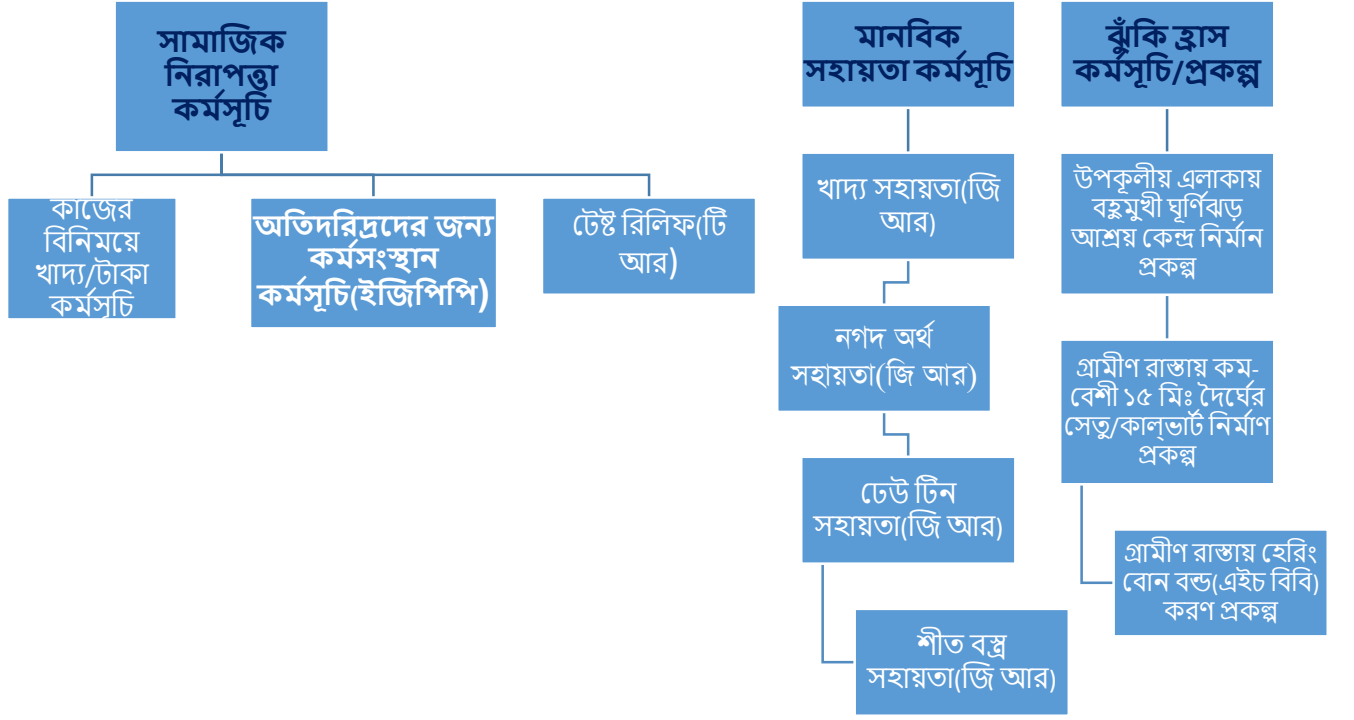 সামাজিক
নিরাপত্তা
কর্মসূচি
কাজের
বিনিময়ে
খাদ্য/টাকা
কর্মসূচি
অতিদরিদ্রদের জন্য
কর্মসংস্থান
কর্মসূচি(ইজিপিপি)
টেষ্ট রিলিফ(টি
আর)
মানবিক
সহায়তা কর্মসূচি
খাদ্য সহায়তা(জি
আর)
নগদ অর্থ
সহায়তা(জি আর)
ঢেউ টিন
সহায়তা(জি আর)
শীত বস্ত্র
সহায়তা(জি আর)
ঝুঁকি হ্রাস
কর্মসূচি/প্রকল্প
উপকূলীয় এলাকায়
বহুমুখী ঘূর্ণিঝড়
আশ্রয় কেন্দ্র নির্মান
প্রকল্প
গ্রামীণ রাস্তায় কম-
বেশী ১৫ মিঃ দৈর্ঘের
সেতু/কাল্ভার্ট নির্মাণ
প্রকল্প
গ্রামীণ রাস্তায় হেরিং
বোন বন্ড(এইচ বিবি)
করণ প্রকল্প